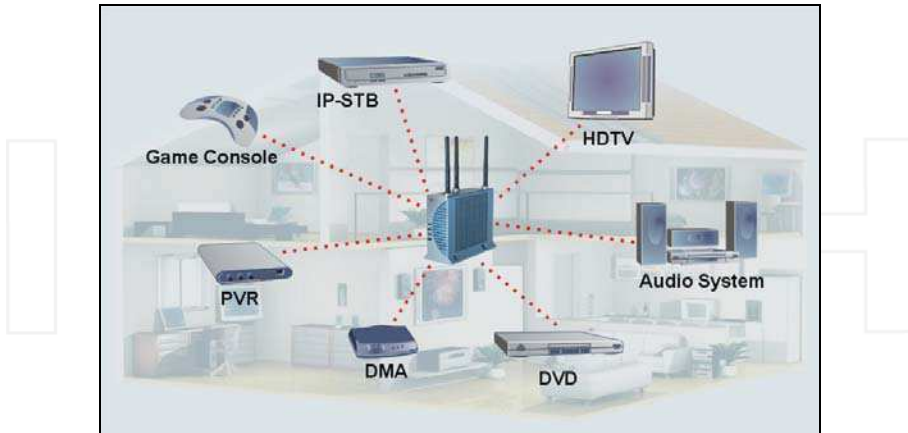 IP-STB
HDTV
Game Console
Audio System
PVR
DMA
DVD